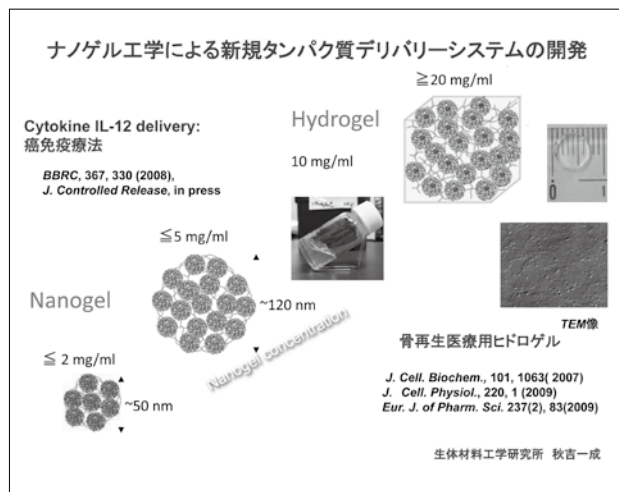 ナノゲル工学による新規タンパク質デリバリーシステムの開発
≧20 mg/ml
Cytokine IL-12 delivery:
癌免疫療法
Hydrogel
BBRC, 367, 330 (2008),
J. Controlled Release, in press
10 mg/ml
0 1
≦5 mg/ml
Nanogel
~120 nm
Nanogel concentration
TEM像
骨再生医療用ヒドロゲル
≦ 2 mg/ml
~50 nm
J. Cell. Biochem., 101, 1063( 2007)
J. Cell. Physiol., 220, 1 (2009)
Eur. J. of Pharm. Sci. 237(2), 83(2009)
生体材料工学研究所 秋吉一成